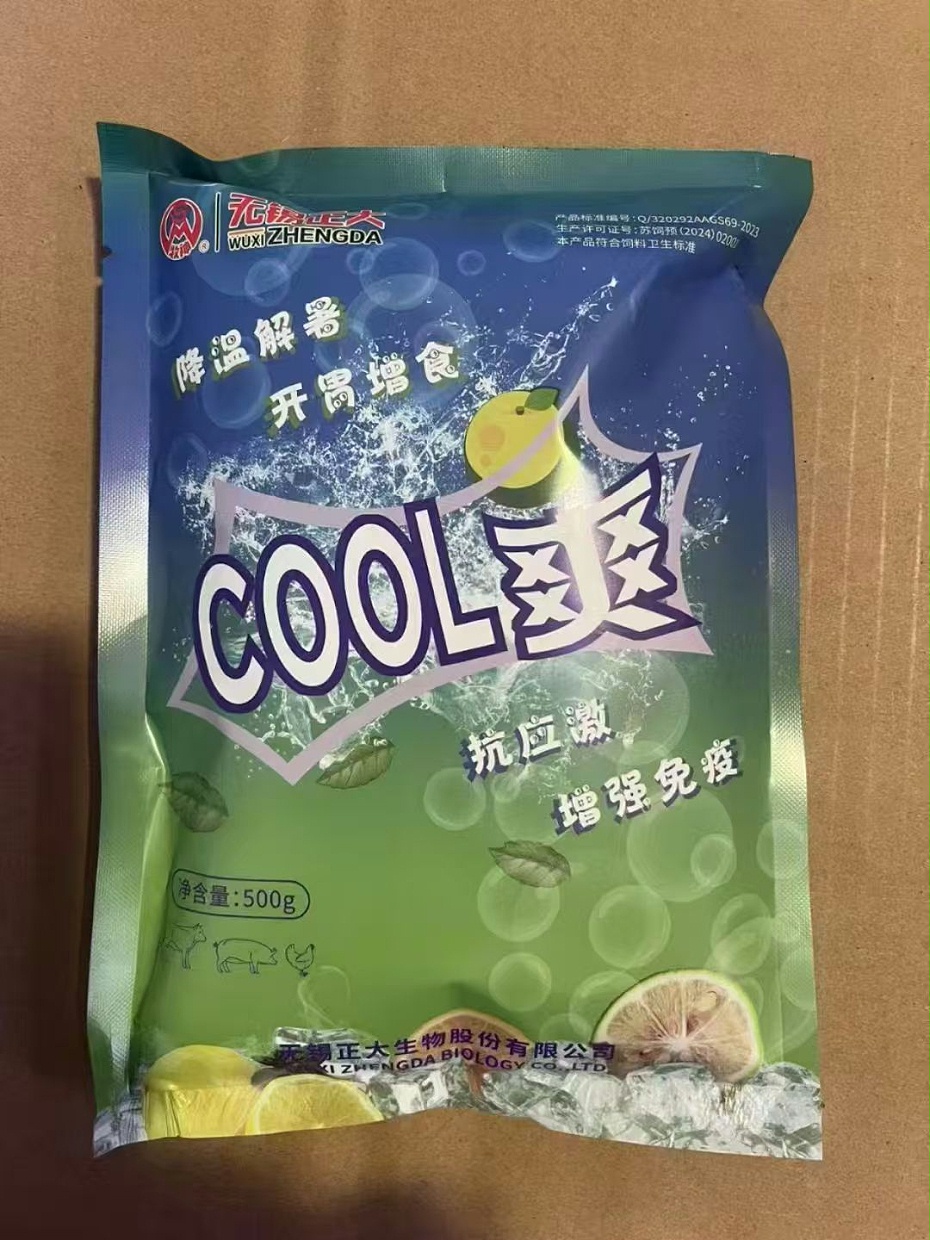 牧神®
无锡正大
WUXI ZHENGDA
产品标准编号：Q/320292AAGS69-2023
生产许可证号：苏饲预（2024）02001
本产品符合饲料卫生标准
降温解暑
开胃增食
COOL爽
抗应激
增强免疫
净含量：500g
无锡正大生物股份有限公司
WUXI ZHENGDA BIOLOGY CO., LTD.